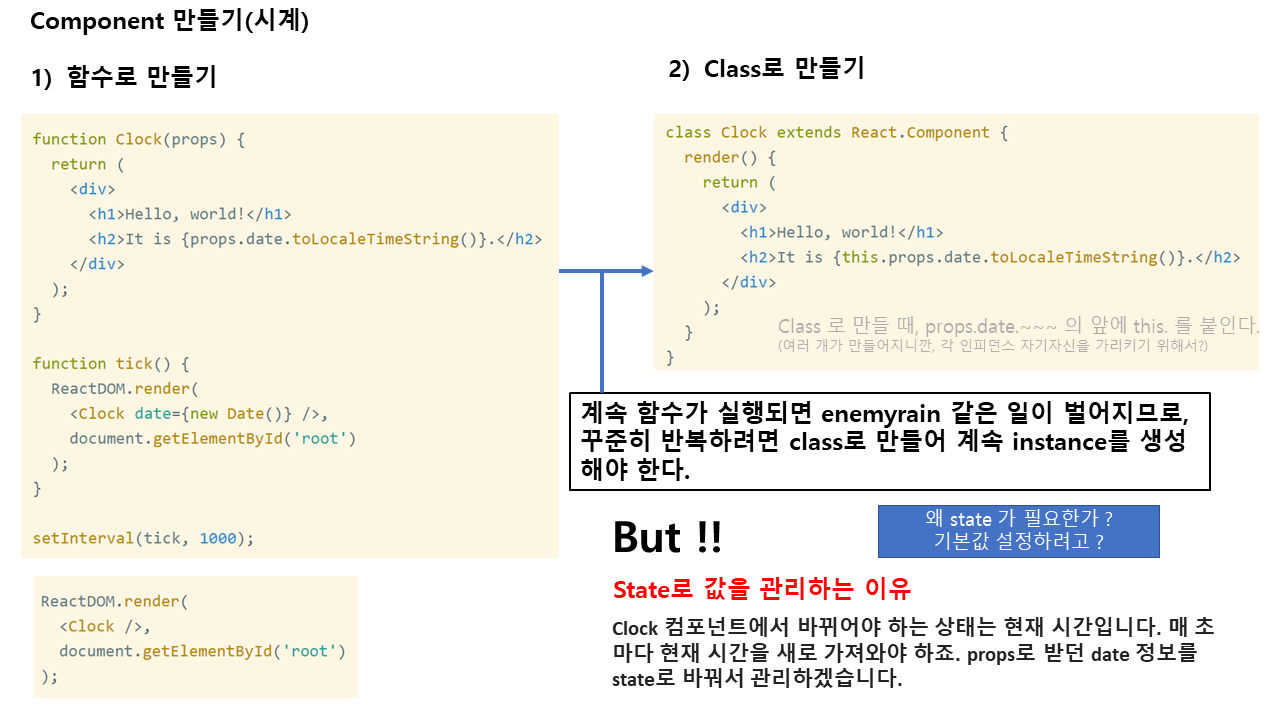 Component 만들기(시계)
1) 함수로 만들기
function Clock(props) {
  return (
    <div>
      <h1>Hello, world!</h1>
      <h2>It is {props.date.toLocaleTimeString()}.</h2>
    </div>
  );
}
function tick() {
  ReactDOM.render(
    <Clock date={new Date()} />,
    document.getElementById('root')
  );
}
setInterval(tick, 1000);
ReactDOM.render(
  <Clock />,
  document.getElementById('root')
);
2) Class로 만들기
class Clock extends React.Component {
  render() {
    return (
      <div>
        <h1>Hello, world!</h1>
        <h2>It is {this.props.date.toLocaleTimeString()}.</h2>
      </div>
    );
  }
}
Class 로 만들 때, props.date.~~~ 의 앞에 this. 를 붙인다.
(여러 개가 만들어지니깐, 각 인피던스 자기자신을 가리키기 위해서?)
계속 함수가 실행되면 enemyrain 같은 일이 벌어지므로,
꾸준히 반복하려면 class로 만들어 계속 instance를 생성
해야 한다.
But !!
왜 state 가 필요한가 ?
기본값 설정하려고 ?
State로 값을 관리하는 이유
Clock 컴포넌트에서 바뀌어야 하는 상태는 현재 시간입니다. 매 초
마다 현재 시간을 새로 가져와야 하죠. props로 받던 date 정보를
state로 바꿔서 관리하겠습니다.